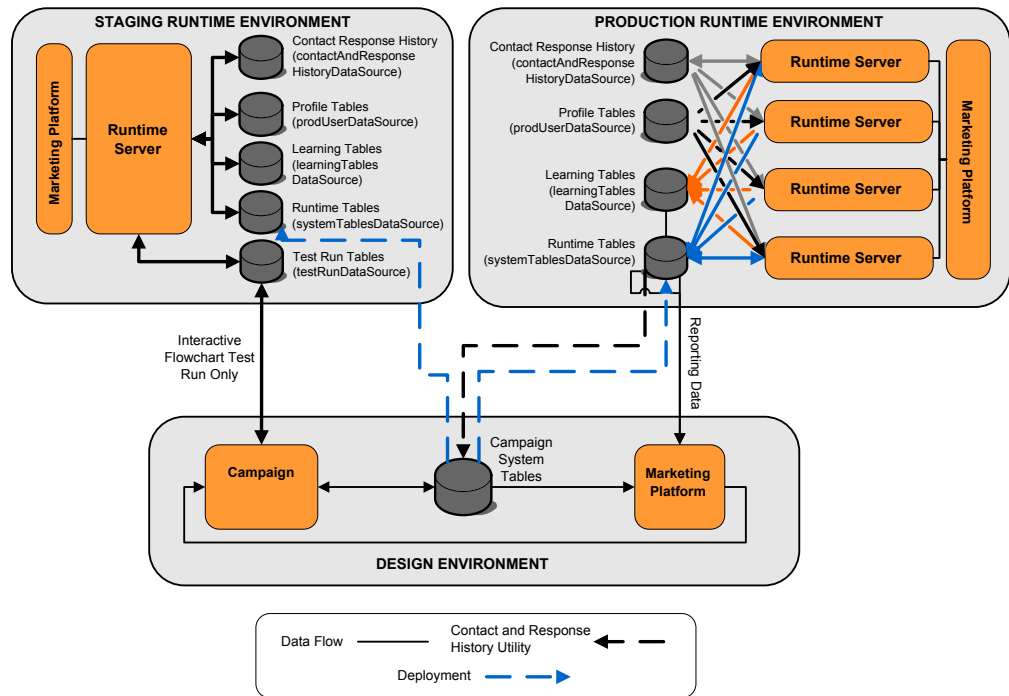 STAGING RUNTIME ENVIRONMENT
Marketing Platform
Runtime
Server
Contact Response History
(contactAndResponse
HistoryDataSource)
Profile Tables
(prodUserDataSource)
Learning Tables
(learningTables
DataSource)
Runtime Tables
(systemTablesDataSource)
Test Run Tables
(testRunDataSource)
PRODUCTION RUNTIME ENVIRONMENT
Contact Response History
(contactAndResponse
HistoryDataSource)
Profile Tables
(prodUserDataSource)
Learning Tables
(learningTables
DataSource)
Runtime Tables
(systemTablesDataSource)
Runtime Server
Runtime Server
Runtime Server
Runtime Server
Marketing Platform
Interactive
Flowchart Test
Run Only
Reporting Data
Campaign
Campaign
System
Tables
Marketing
Platform
DESIGN ENVIRONMENT
Data Flow
Contact and Response
History Utility
Deployment